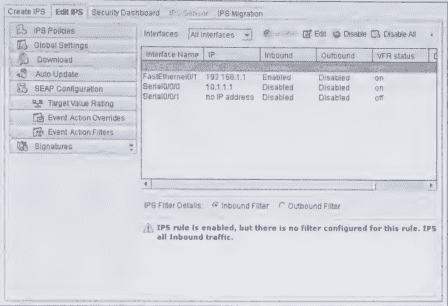 Create IPS Edit IPS Security Dashboard IPS Sensor IPS Migration
IPS Policies
Global Settings
Download
Auto Update
SEAP Configuration
Target Value Rating
Event Action Overrides
Event Action Filters
Signatures
Interfaces: All Interfaces Edit Disable Disable All
Interface Name IP Inbound Outbound VFR status
FastEthernet0/1 192.168.1.1 Enabled Disabled on
Serial0/0/0 10.1.1.1 Disabled Disabled on
Serial0/0/1 no IP address Disabled Disabled off
IPS Filter Details: Inbound Filter Outbound Filter
IPS rule is enabled, but there is no filter configured for this rule. IPS
all Inbound traffic.